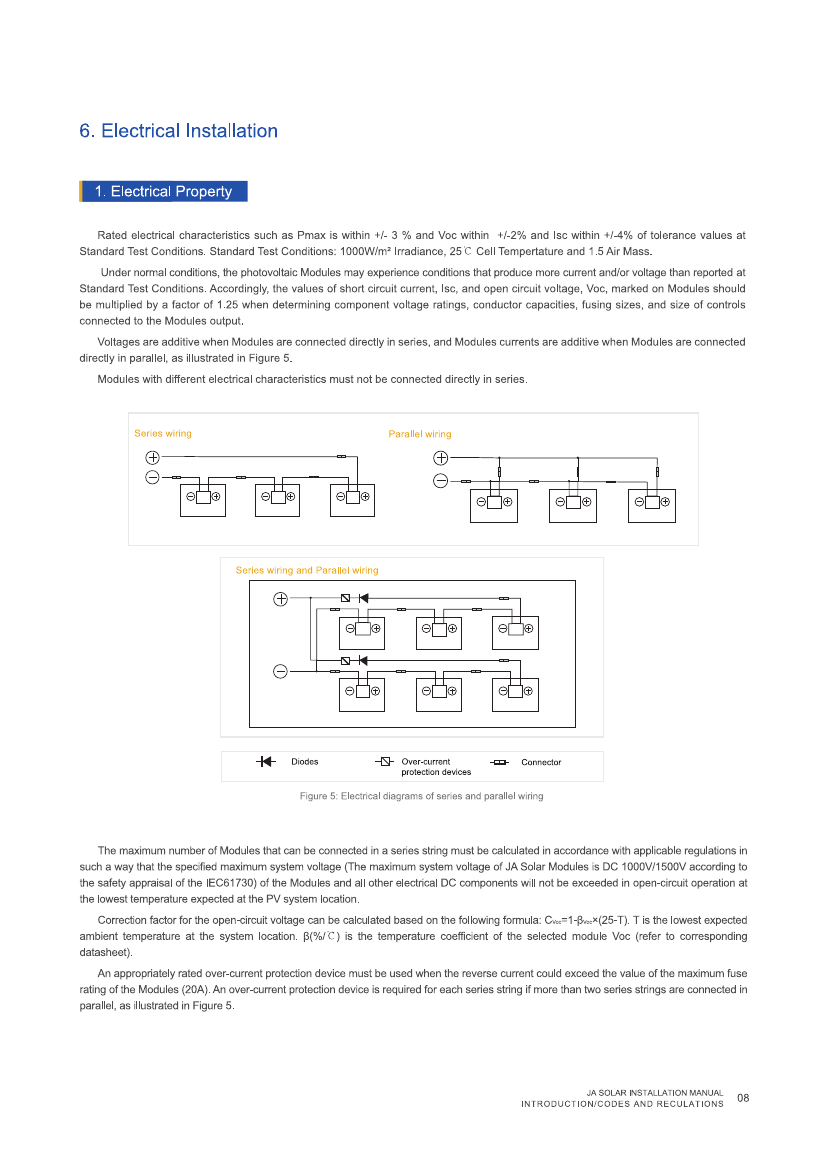 6. Electrical Installation
1. Electrical Property
Rated electrical characteristics such as Pmax is within +/- 3 % and Voc within +/-2% and Isc within +/-4% of tolerance values at
Standard Test Conditions. Standard Test Conditions: 1000W/m² Irradiance, 25℃ Cell Tempertature and 1.5 Air Mass.
Under normal conditions, the photovoltaic Modules may experience conditions that produce more current and/or voltage than reported at
Standard Test Conditions. Accordingly, the values of short circuit current, Isc, and open circuit voltage, Voc, marked on Modules should
be multiplied by a factor of 1.25 when determining component voltage ratings, conductor capacities, fusing sizes, and size of controls
connected to the Modules output.
Voltages are additive when Modules are connected directly in series, and Modules currents are additive when Modules are connected
directly in parallel, as illustrated in Figure 5.
Modules with different electrical characteristics must not be connected directly in series.
Series wiring
Parallel wiring
Series wiring and Parallel wiring
Diodes
Over-current
protection devices
Connector
Figure 5: Electrical diagrams of series and parallel wiring
The maximum number of Modules that can be connected in a series string must be calculated in accordance with applicable regulations in
such a way that the specified maximum system voltage (The maximum system voltage of JA Solar Modules is DC 1000V/1500V according to
the safety appraisal of the IEC61730) of the Modules and all other electrical DC components will not be exceeded in open-circuit operation at
the lowest temperature expected at the PV system location.
Correction factor for the open-circuit voltage can be calculated based on the following formula: CVoc=1-βVoc×(25-T). T is the lowest expected
ambient temperature at the system location. β(%/℃) is the temperature coefficient of the selected module Voc (refer to corresponding
datasheet).
An appropriately rated over-current protection device must be used when the reverse current could exceed the value of the maximum fuse
rating of the Modules (20A). An over-current protection device is required for each series string if more than two series strings are connected in
parallel, as illustrated in Figure 5.
JA SOLAR INSTALLATION MANUAL
INTRODUCTION/CODES AND RECULATIONS
08